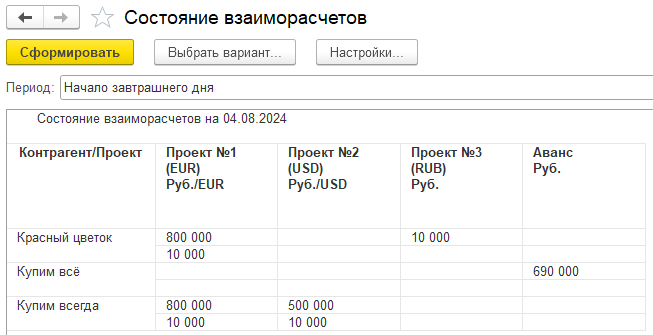 Состояние взаиморасчетов
Сформировать Выбрать вариант... Настройки...
Период: Начало завтрашнего дня
Состояние взаиморасчетов на 04.08.2024
Контрагент/Проект Проект №1 Проект №2 Проект №3 Аванс
(EUR) (USD) (RUB) Руб.
Руб./EUR Руб./USD Руб.
Красный цветок 800 000 10 000
10 000
Купим всё 690 000
Купим всегда 800 000 500 000
10 000 10 000